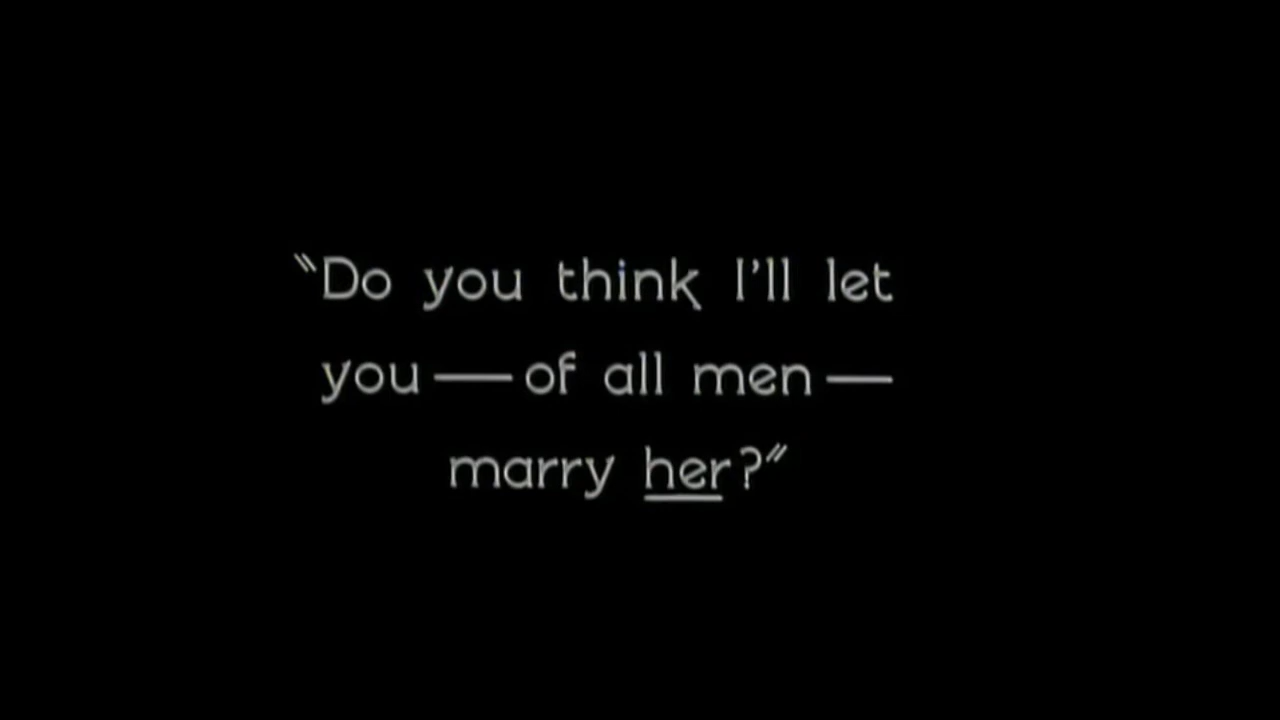 "Do you think I'll let
you — of all men —
marry her?"